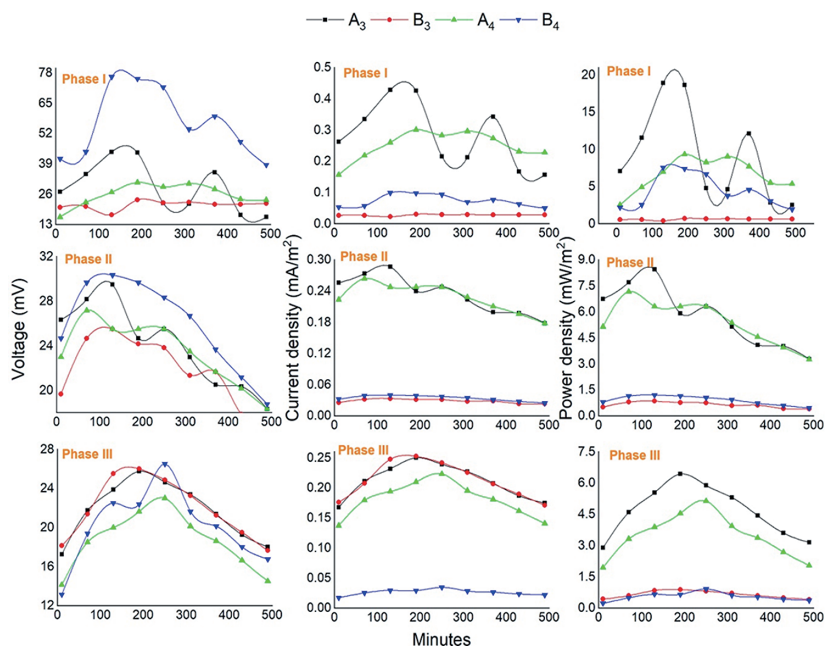 A3 B3 A4 B4
Phase I
78
65
52
39
26
13
0 100 200 300 400 500
Phase I
0.5
0.4
0.3
0.2
0.1
0.0
0 100 200 300 400 500
Phase I
20
15
10
5
0
0 100 200 300 400 500
Voltage (mV)
Phase II
32
28
24
20
0 100 200 300 400 500
Current density (mA/m²)
Phase II
0.30
0.24
0.18
0.12
0.06
0.00
0 100 200 300 400 500
Power density (mW/m²)
Phase II
9.0
7.5
6.0
4.5
3.0
1.5
0.0
0 100 200 300 400 500
Phase III
28
24
20
16
12
0 100 200 300 400 500
Phase III
0.25
0.20
0.15
0.10
0.05
0.00
0 100 200 300 400 500
Phase III
7.5
6.0
4.5
3.0
1.5
0.0
0 100 200 300 400 500
Minutes